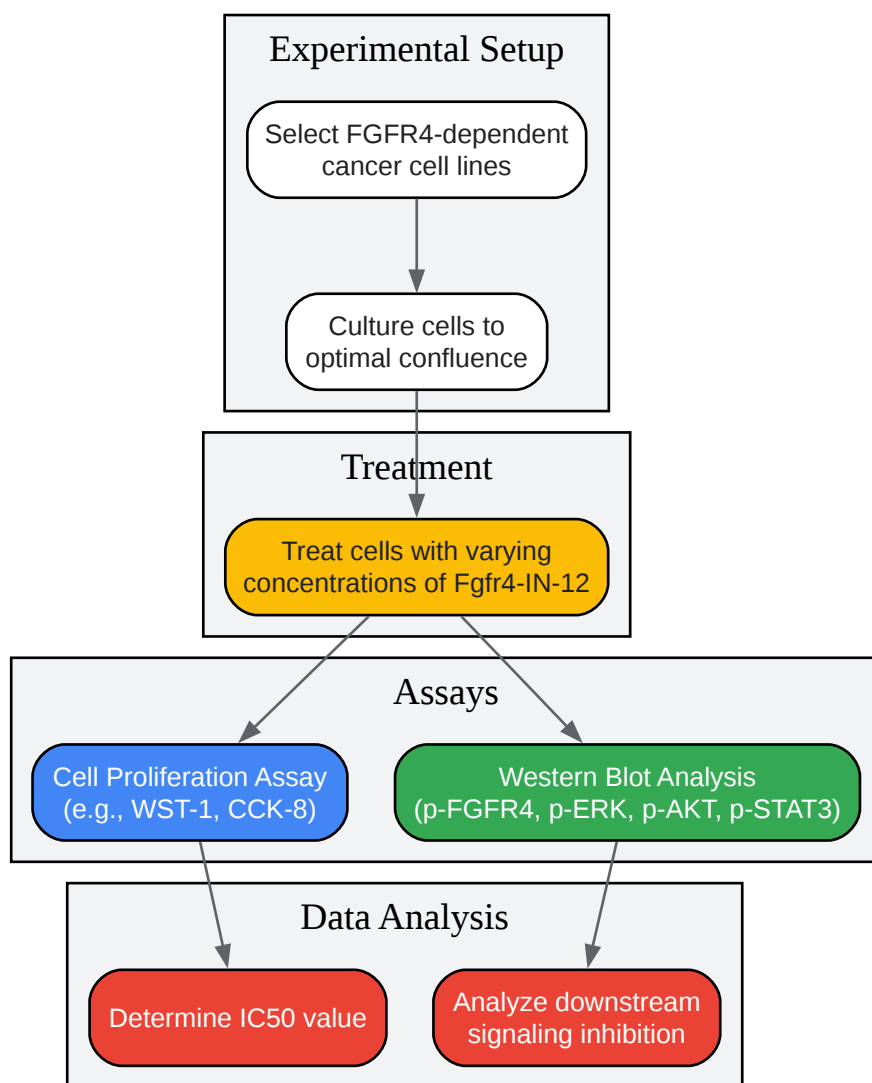 Experimental Setup
Select FGFR4-dependent
cancer cell lines
Culture cells to
optimal confluence
Treatment
Treat cells with varying
concentrations of Fgfr4-IN-12
Assays
Cell Proliferation Assay
(e.g., WST-1, CCK-8)
Western Blot Analysis
(p-FGFR4, p-ERK, p-AKT, p-STAT3)
Data Analysis
Determine IC50 value
Analyze downstream
signaling inhibition